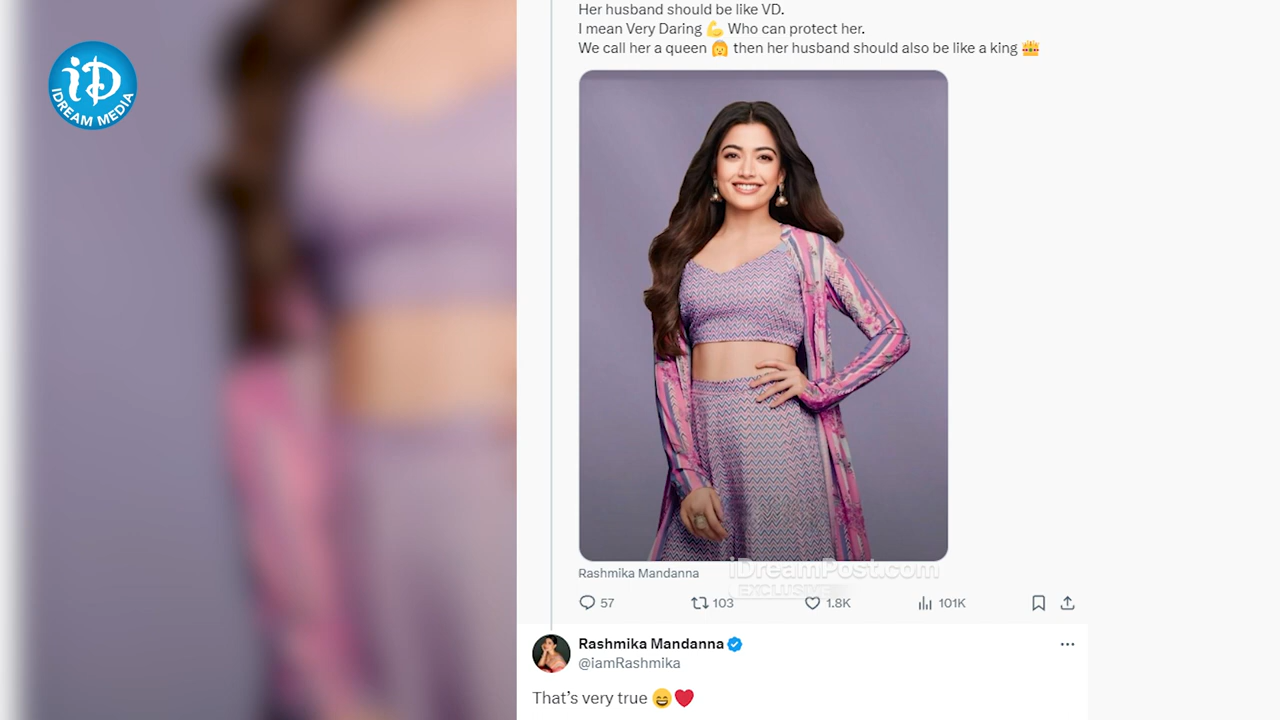 iD
IDREAM MEDIA
Her husband should be like VD.
I mean Very Daring 💪 Who can protect her.
We call her a queen 👸 then her husband should also be like a king 👑
Rashmika Mandanna
iDreamPost.com
EXCLUSIVE
57 103 1.8K 101K
Rashmika Mandanna
@iamRashmika
That's very true 😄❤️